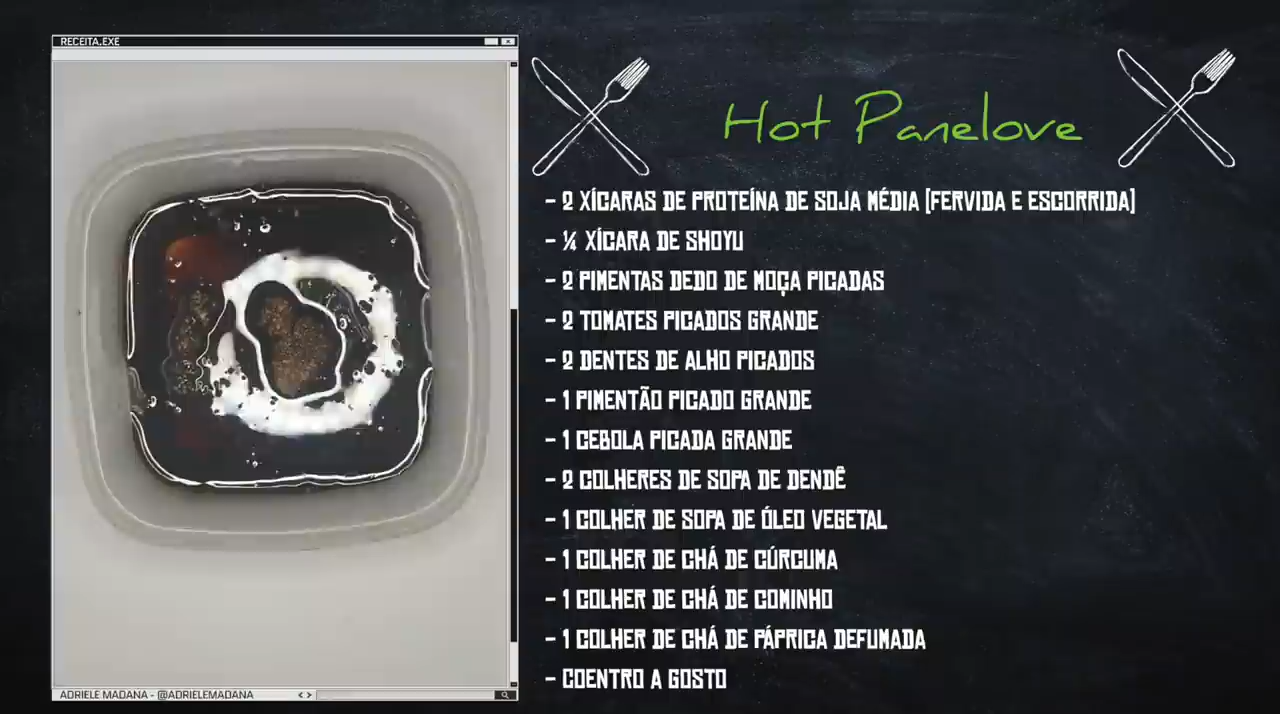 RECEITA.EXE
Hot Panelove
- 2 XÍCARAS DE PROTEÍNA DE SOJA MÉDIA (FERVIDA E ESCORRIDA)
- ¼ XÍCARA DE SHOYU
- 2 PIMENTAS DEDO DE MOÇA PICADAS
- 2 TOMATES PICADOS GRANDE
- 2 DENTES DE ALHO PICADOS
- 1 PIMENTÃO PICADO GRANDE
- 1 CEBOLA PICADA GRANDE
- 2 COLHERES DE SOPA DE DENDÊ
- 1 COLHER DE SOPA DE ÓLEO VEGETAL
- 1 COLHER DE CHÁ DE CÚRCUMA
- 1 COLHER DE CHÁ DE COMINHO
- 1 COLHER DE CHÁ DE PÁPRICA DEFUMADA
- COENTRO A GOSTO
ADRIELE MADANA - @ADRIELEMADANA